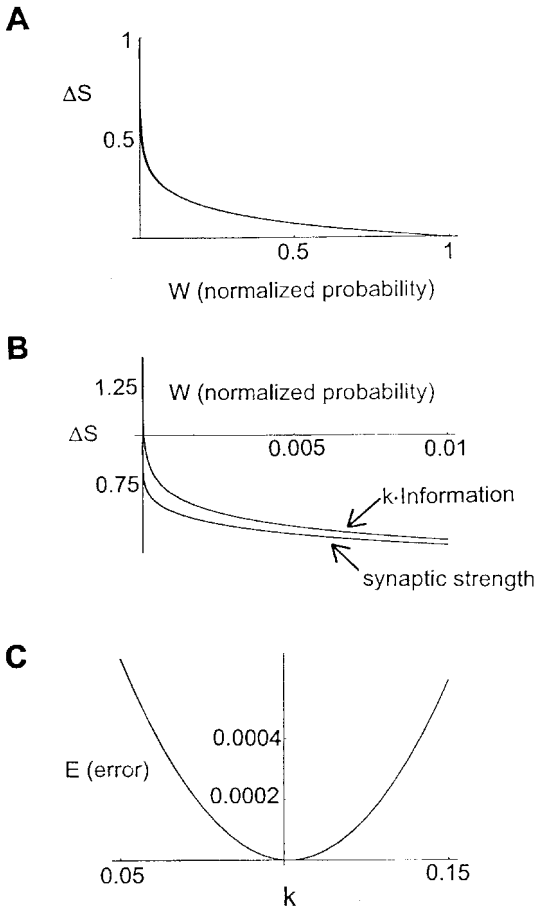 A
1
ΔS
0.5
0.5
1
W (normalized probability)
B
1.25
W (normalized probability)
ΔS
0.005
0.01
0.75
k·Information
synaptic strength
C
0.0004
E (error)
0.0002
0.05
0.15
k